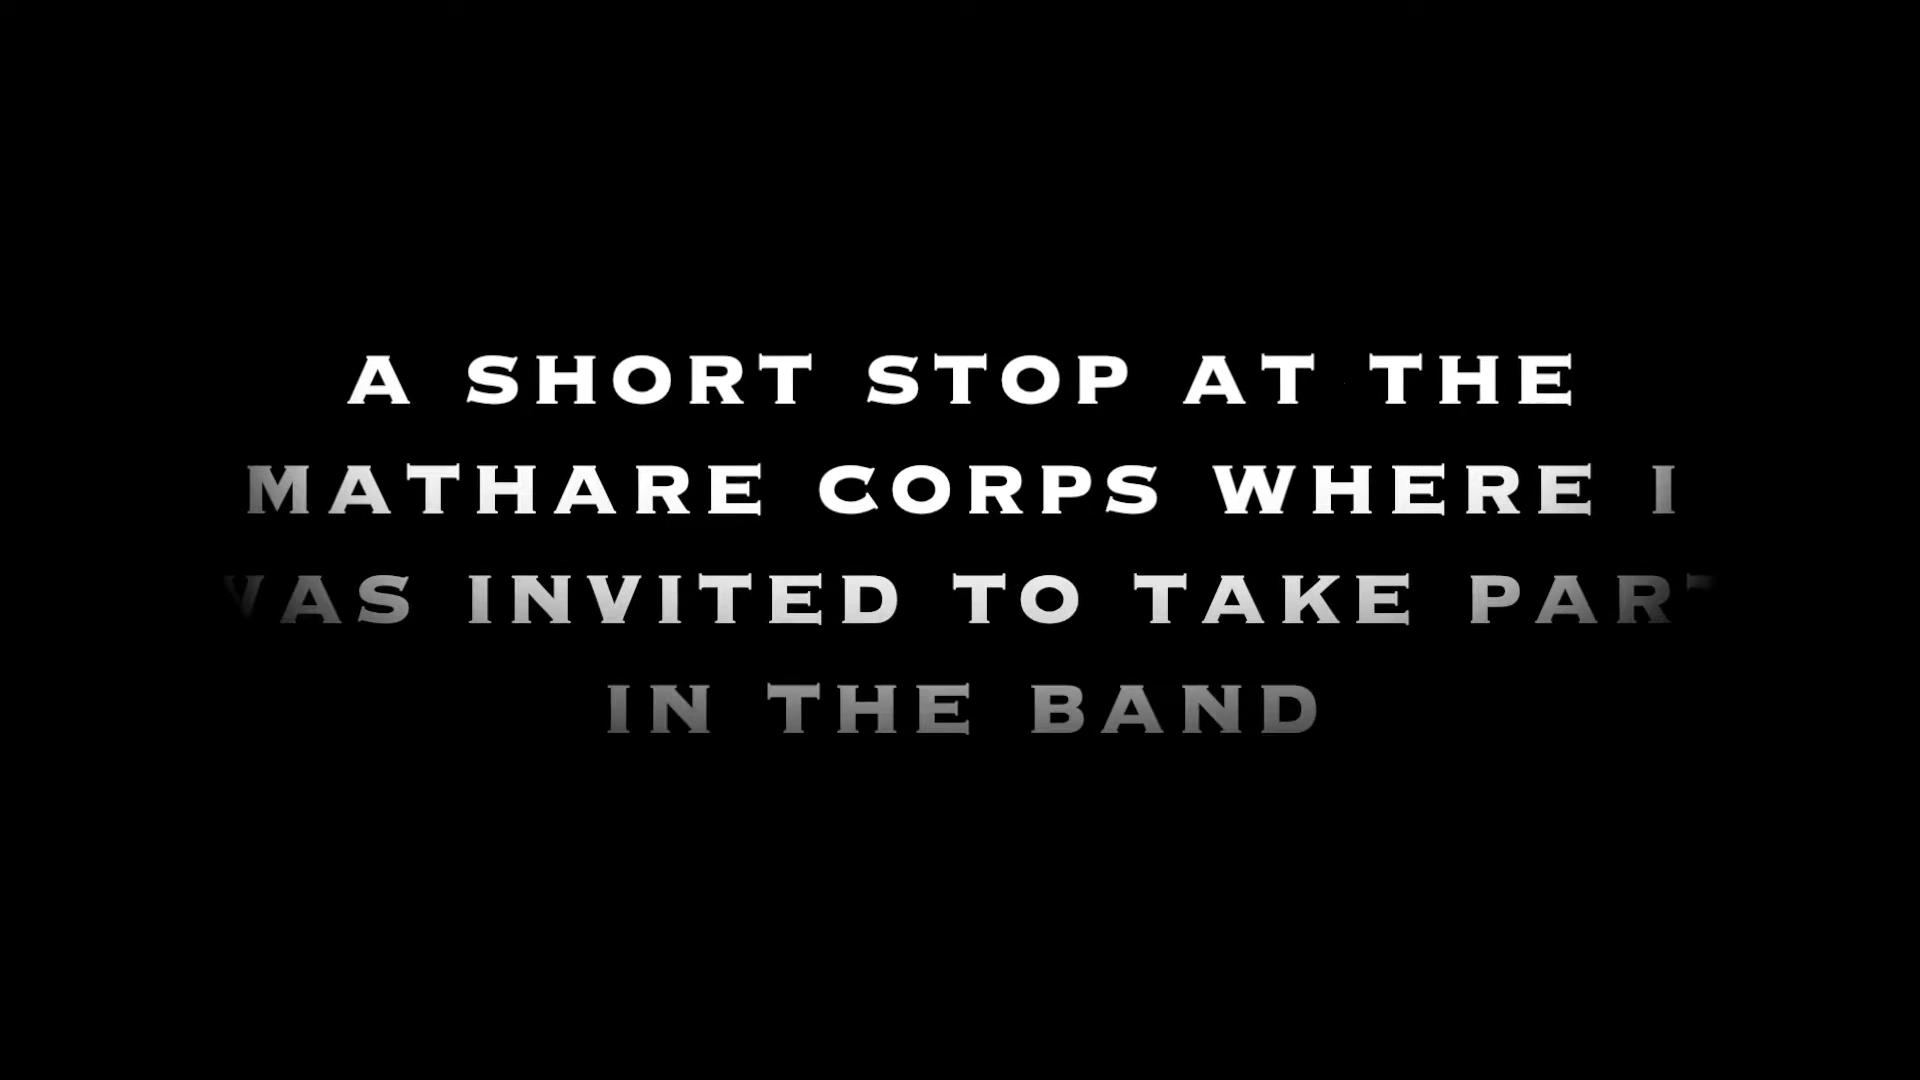 A SHORT STOP AT THE
MATHARE CORPS WHERE I
WAS INVITED TO TAKE PART
IN THE BAND